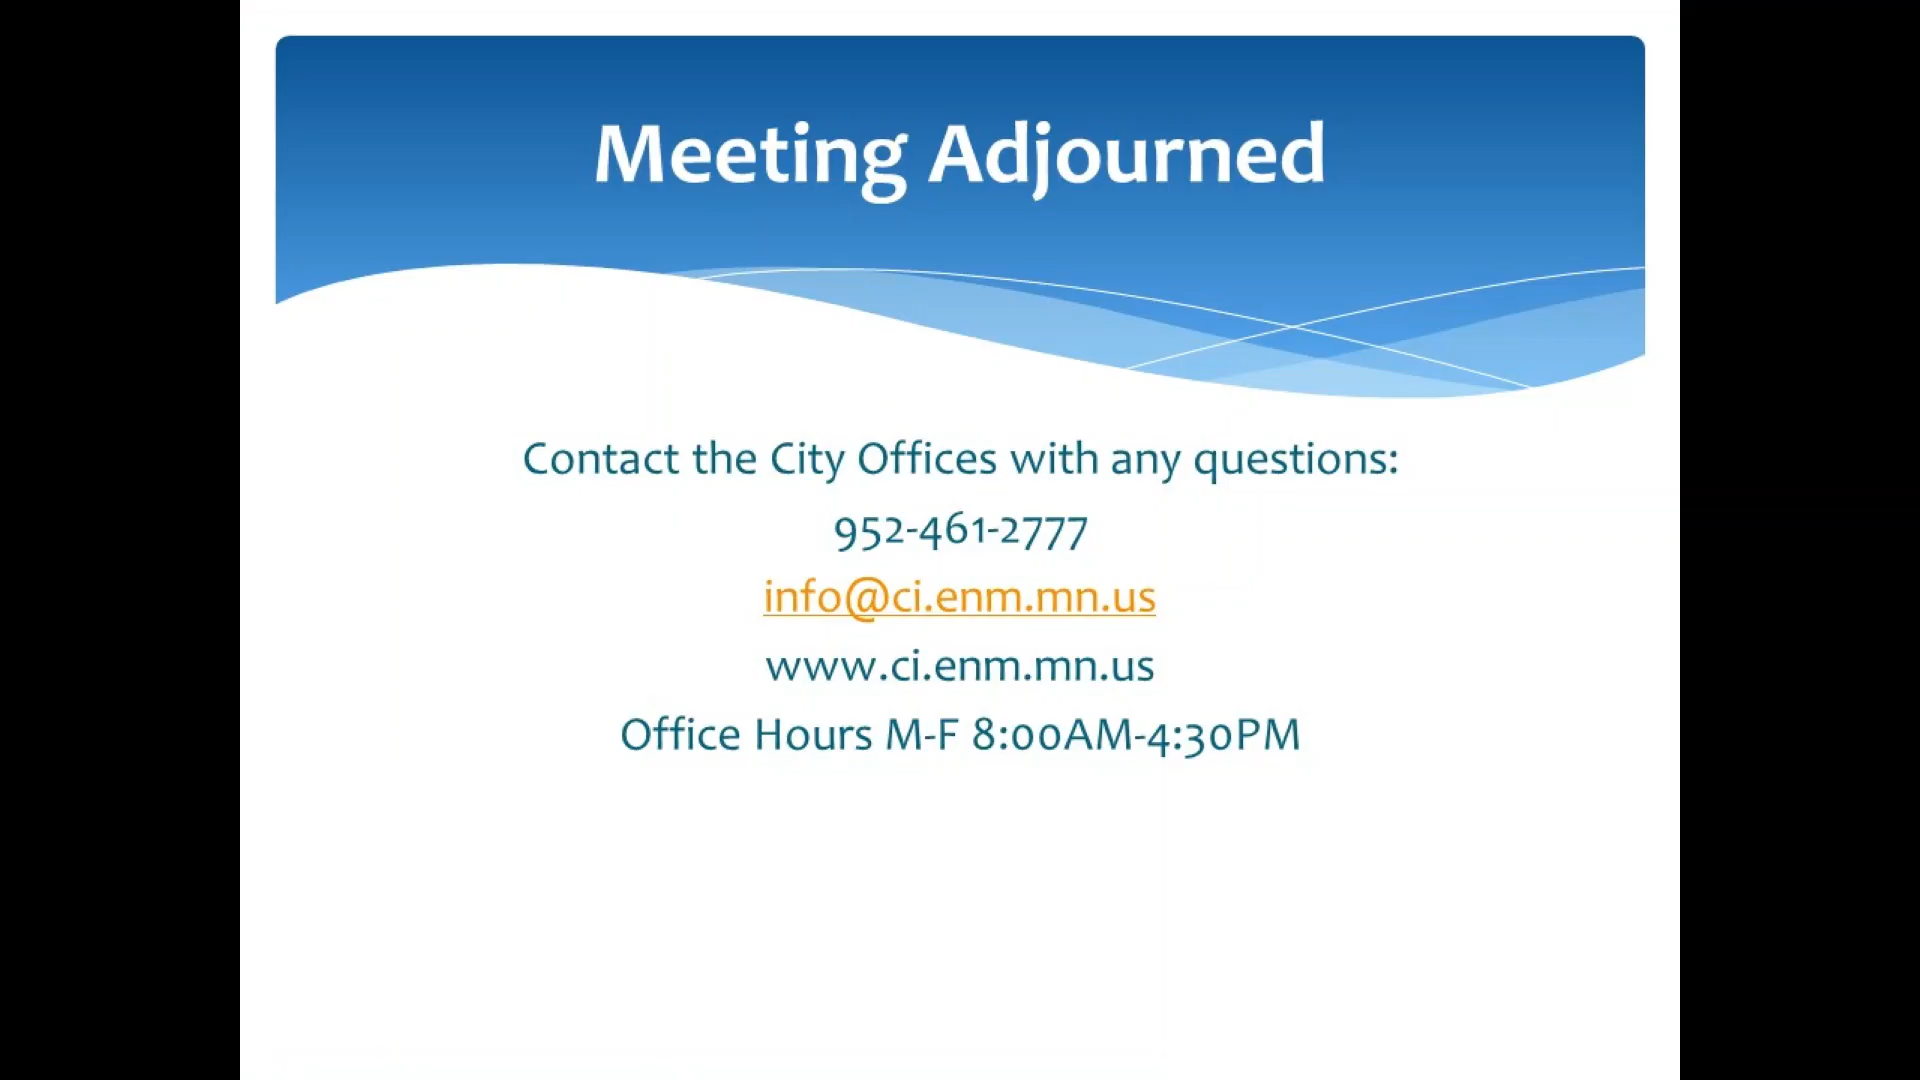 Meeting Adjourned
Contact the City Offices with any questions:
952-461-2777
info@ci.enm.mn.us
www.ci.enm.mn.us
Office Hours M-F 8:00AM-4:30PM